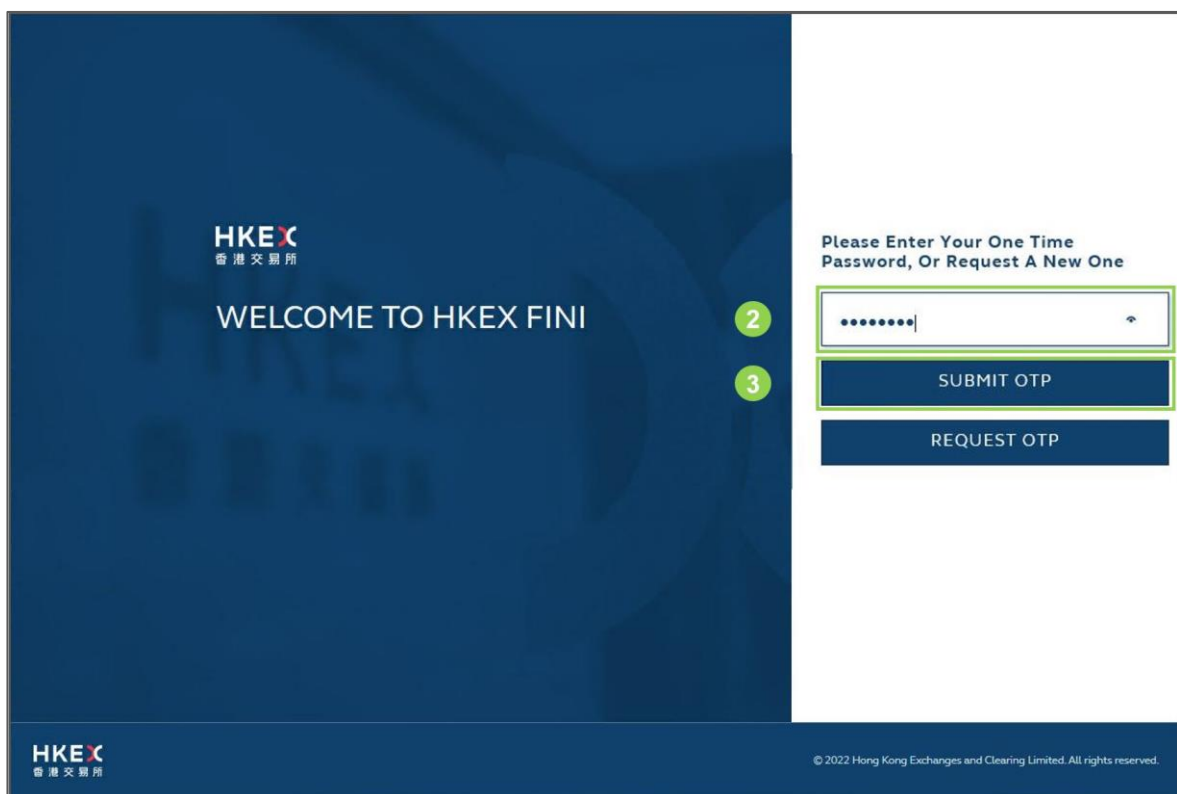 HKEX
香港交易所
WELCOME TO HKEX FINI
Please Enter Your One Time
Password, Or Request A New One
2
••••••••
3
SUBMIT OTP
REQUEST OTP
HKEX
香港交易所
© 2022 Hong Kong Exchanges and Clearing Limited. All rights reserved.